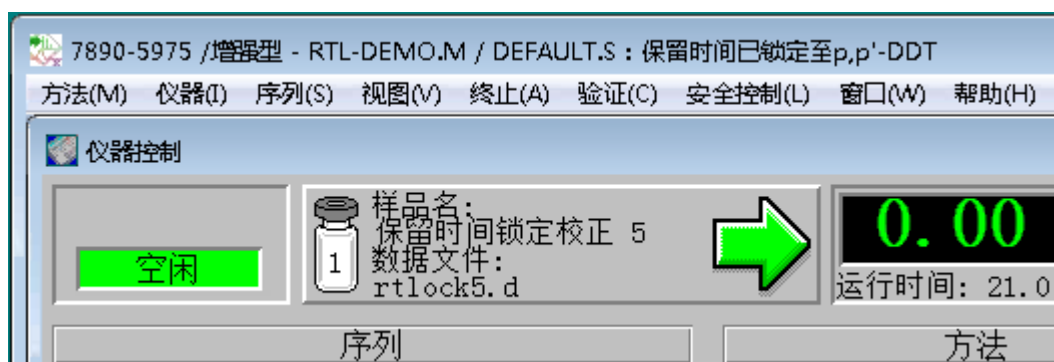 7890-5975 /增强型 - RTL-DEMO.M / DEFAULT.S : 保留时间已锁定至p,p'-DDT
方法(M) 仪器(I) 序列(S) 视图(V) 终止(A) 验证(C) 安全控制(L) 窗口(W) 帮助(H)
仪器控制
空闲
1
样品名:
保留时间锁定校正 5
数据文件:
rtlock5.d
0.00
运行时间: 21.0
序列
方法